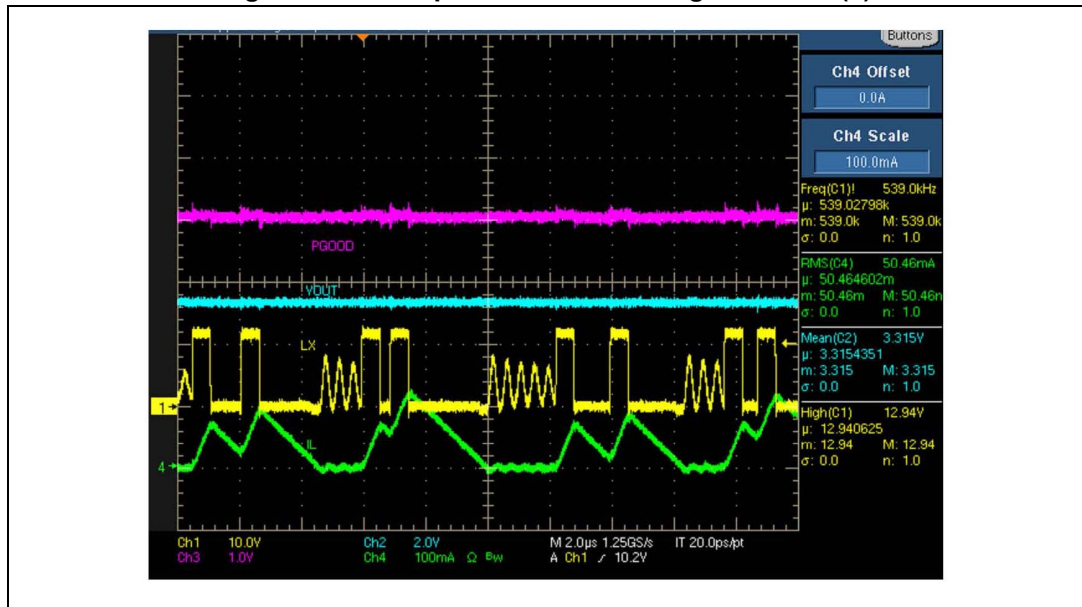 Buttons
Ch4 Offset
0.0A
Ch4 Scale
100.0mA
Freq(C1)! 539.0kHz
µ: 539.02798k
m: 539.0k M: 539.0k
σ: 0.0 n: 1.0
RMS(C4) 50.46mA
µ: 50.464602m
m: 50.46m M: 50.46m
σ: 0.0 n: 1.0
Mean(C2) 3.315V
µ: 3.3154351
m: 3.315 M: 3.315
σ: 0.0 n: 1.0
High(C1) 12.94V
µ: 12.940625
m: 12.94 M: 12.94
σ: 0.0 n: 1.0
PGOOD
VOUT
LX
1
IL
4
Ch1 10.0V Ch2 2.0V M 2.0µs 1.25GS/s IT 20.0ps/pt
Ch3 1.0V Ch4 100mA Ω Bw A Ch1 / 10.2V